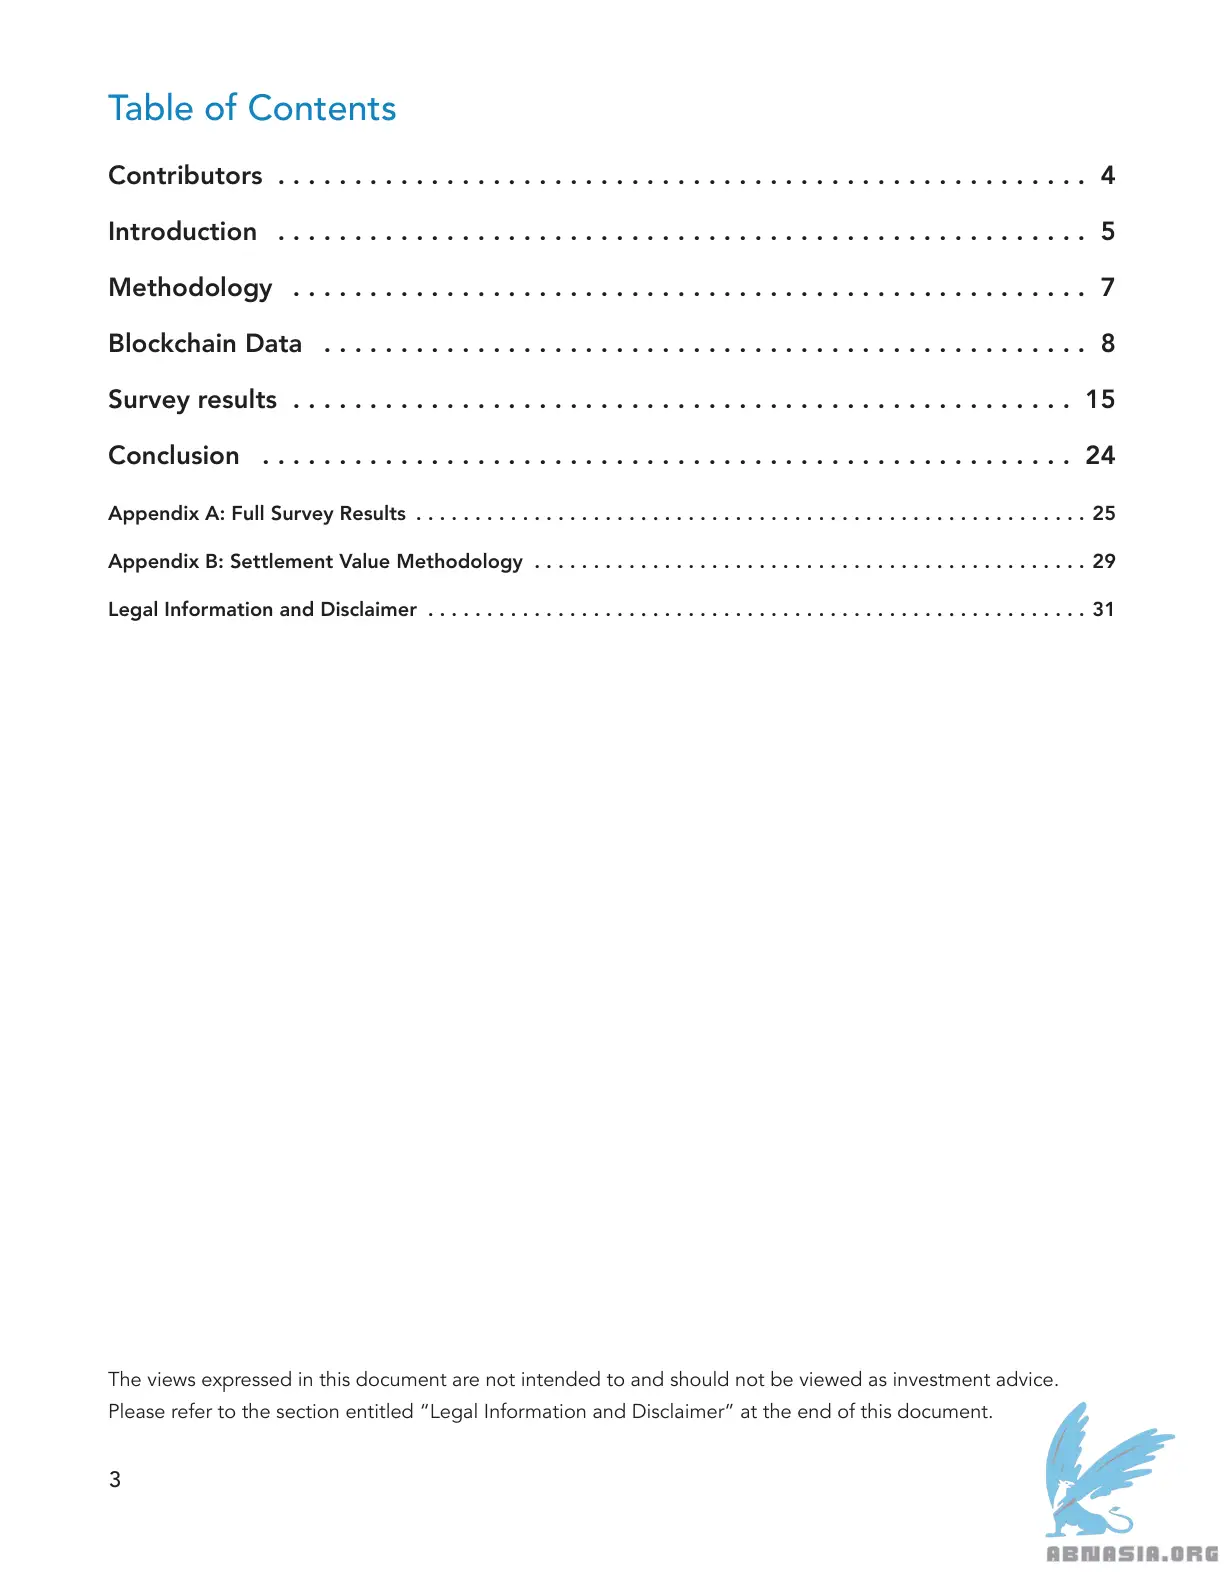 Table of Contents
Contributors . . . . . . . . . . . . . . . . . . . . . . . . . . . . . . . . . . . . . . . . . . . . . . . . . . . . . 4
Introduction . . . . . . . . . . . . . . . . . . . . . . . . . . . . . . . . . . . . . . . . . . . . . . . . . . . . . 5
Methodology . . . . . . . . . . . . . . . . . . . . . . . . . . . . . . . . . . . . . . . . . . . . . . . . . . . . 7
Blockchain Data . . . . . . . . . . . . . . . . . . . . . . . . . . . . . . . . . . . . . . . . . . . . . . . . . . 8
Survey results . . . . . . . . . . . . . . . . . . . . . . . . . . . . . . . . . . . . . . . . . . . . . . . . . . . 15
Conclusion . . . . . . . . . . . . . . . . . . . . . . . . . . . . . . . . . . . . . . . . . . . . . . . . . . . . . 24
Appendix A: Full Survey Results . . . . . . . . . . . . . . . . . . . . . . . . . . . . . . . . . . . . . . . . . . . . . . . . . . . . . . . . . 25
Appendix B: Settlement Value Methodology . . . . . . . . . . . . . . . . . . . . . . . . . . . . . . . . . . . . . . . . . . . . . . . 29
Legal Information and Disclaimer . . . . . . . . . . . . . . . . . . . . . . . . . . . . . . . . . . . . . . . . . . . . . . . . . . . . . . . . 31
The views expressed in this document are not intended to and should not be viewed as investment advice.
Please refer to the section entitled “Legal Information and Disclaimer” at the end of this document.
3
ABNASIA.ORG